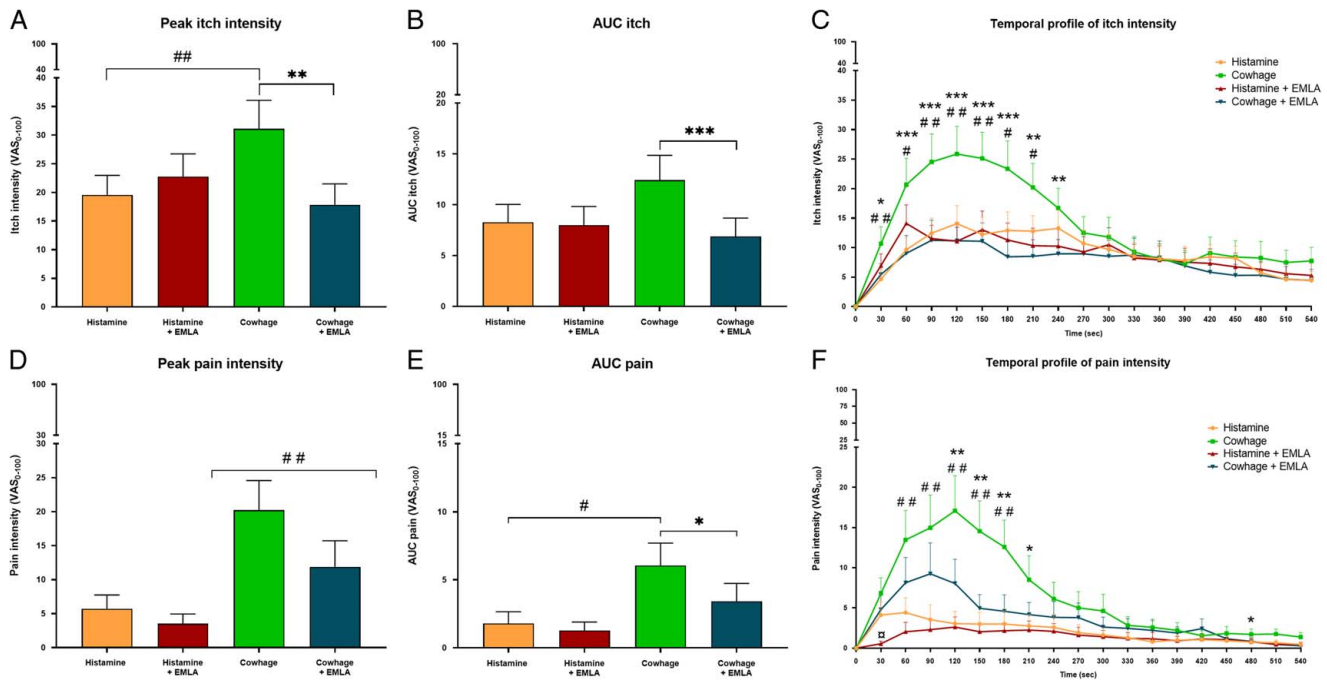 A
Peak itch intensity
Itch intensity (VAS0-100)
100
40
40
35
30
25
20
15
10
5
0
##
**
Histamine
Histamine
+ EMLA
Cowhage
Cowhage
+ EMLA
B
AUC itch
AUC itch (VAS0-100)
100
20
20
15
10
5
0
***
Histamine
Histamine
+ EMLA
Cowhage
Cowhage
+ EMLA
C
Temporal profile of itch intensity
Itch intensity (VAS0-100)
100
40
40
35
30
25
20
15
10
5
0
Histamine
Cowhage
Histamine + EMLA
Cowhage + EMLA
*
##
***
#
***
##
***
##
***
##
***
#
**
#
**
0 30 60 90 120 150 180 210 240 270 300 330 360 390 420 450 480 510 540
Time (sec)
D
Peak pain intensity
Pain intensity (VAS0-100)
100
30
30
25
20
15
10
5
0
##
Histamine
Histamine
+ EMLA
Cowhage
Cowhage
+ EMLA
E
AUC pain
AUC pain (VAS0-100)
100
15
15
10
5
0
#
*
Histamine
Histamine
+ EMLA
Cowhage
Cowhage
+ EMLA
F
Temporal profile of pain intensity
Pain intensity (VAS0-100)
100
75
50
25
25
20
15
10
5
0
Histamine
Cowhage
Histamine + EMLA
Cowhage + EMLA
¤
##
##
**
##
**
##
**
##
*
*
0 30 60 90 120 150 180 210 240 270 300 330 360 390 420 450 480 510 540
Time (sec)